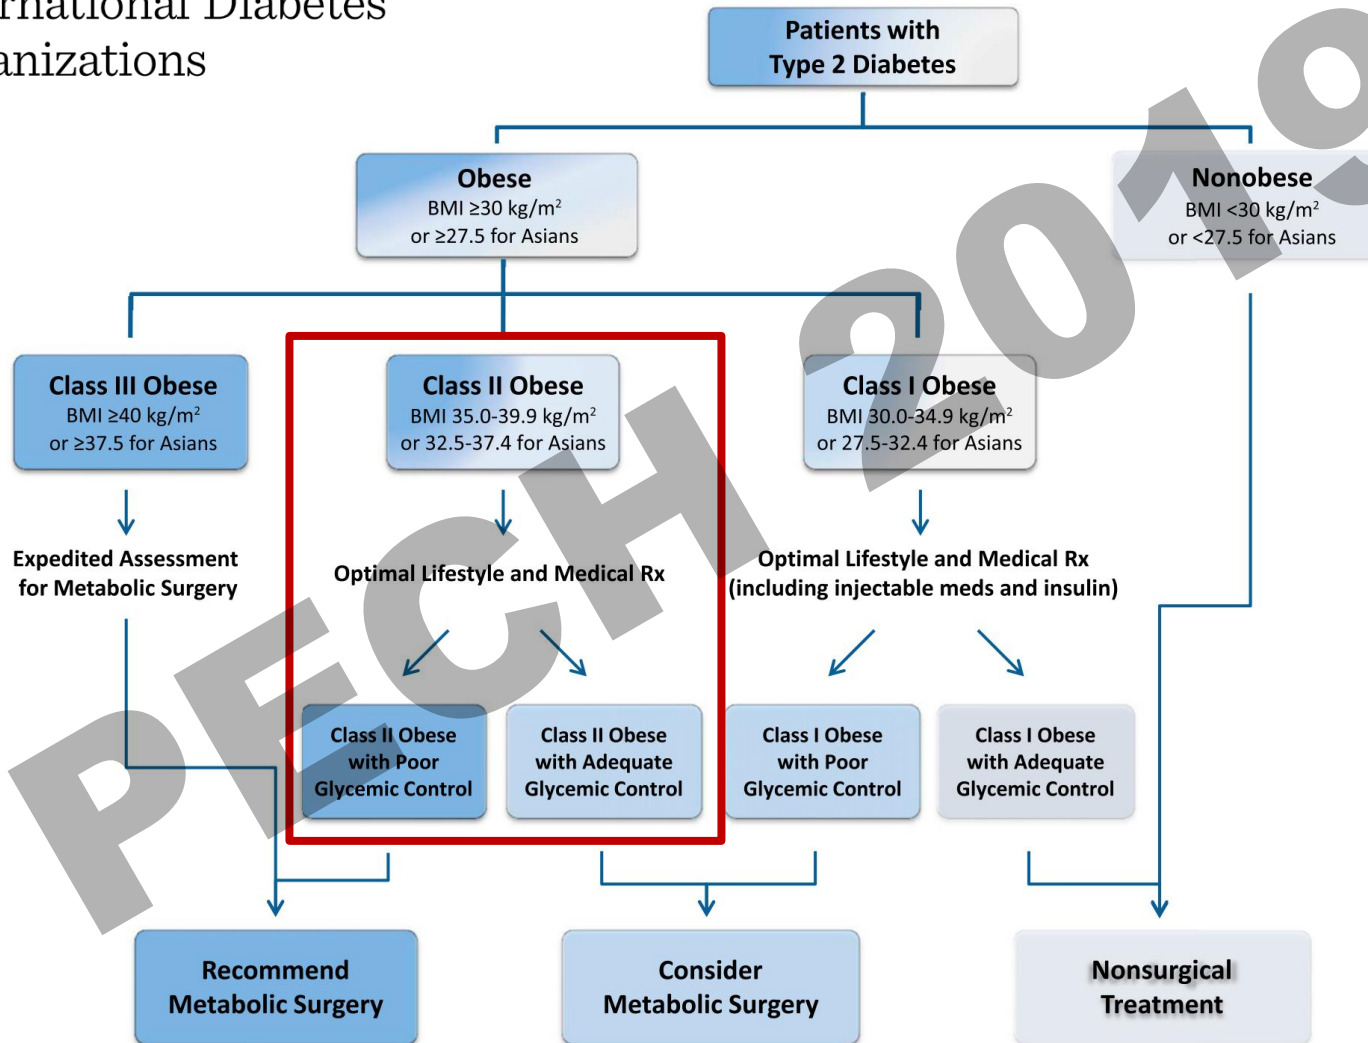 rnational Diabetes
anizations
Patients with
Type 2 Diabetes
Obese
BMI ≥30 kg/m²
or ≥27.5 for Asians
Nonobese
BMI <30 kg/m²
or <27.5 for Asians
Class III Obese
BMI ≥40 kg/m²
or ≥37.5 for Asians
Class II Obese
BMI 35.0-39.9 kg/m²
or 32.5-37.4 for Asians
Class I Obese
BMI 30.0-34.9 kg/m²
or 27.5-32.4 for Asians
Expedited Assessment
for Metabolic Surgery
Optimal Lifestyle and Medical Rx
Optimal Lifestyle and Medical Rx
(including injectable meds and insulin)
Class II Obese
with Poor
Glycemic Control
Class II Obese
with Adequate
Glycemic Control
Class I Obese
with Poor
Glycemic Control
Class I Obese
with Adequate
Glycemic Control
Recommend
Metabolic Surgery
Consider
Metabolic Surgery
Nonsurgical
Treatment
PECH 2019